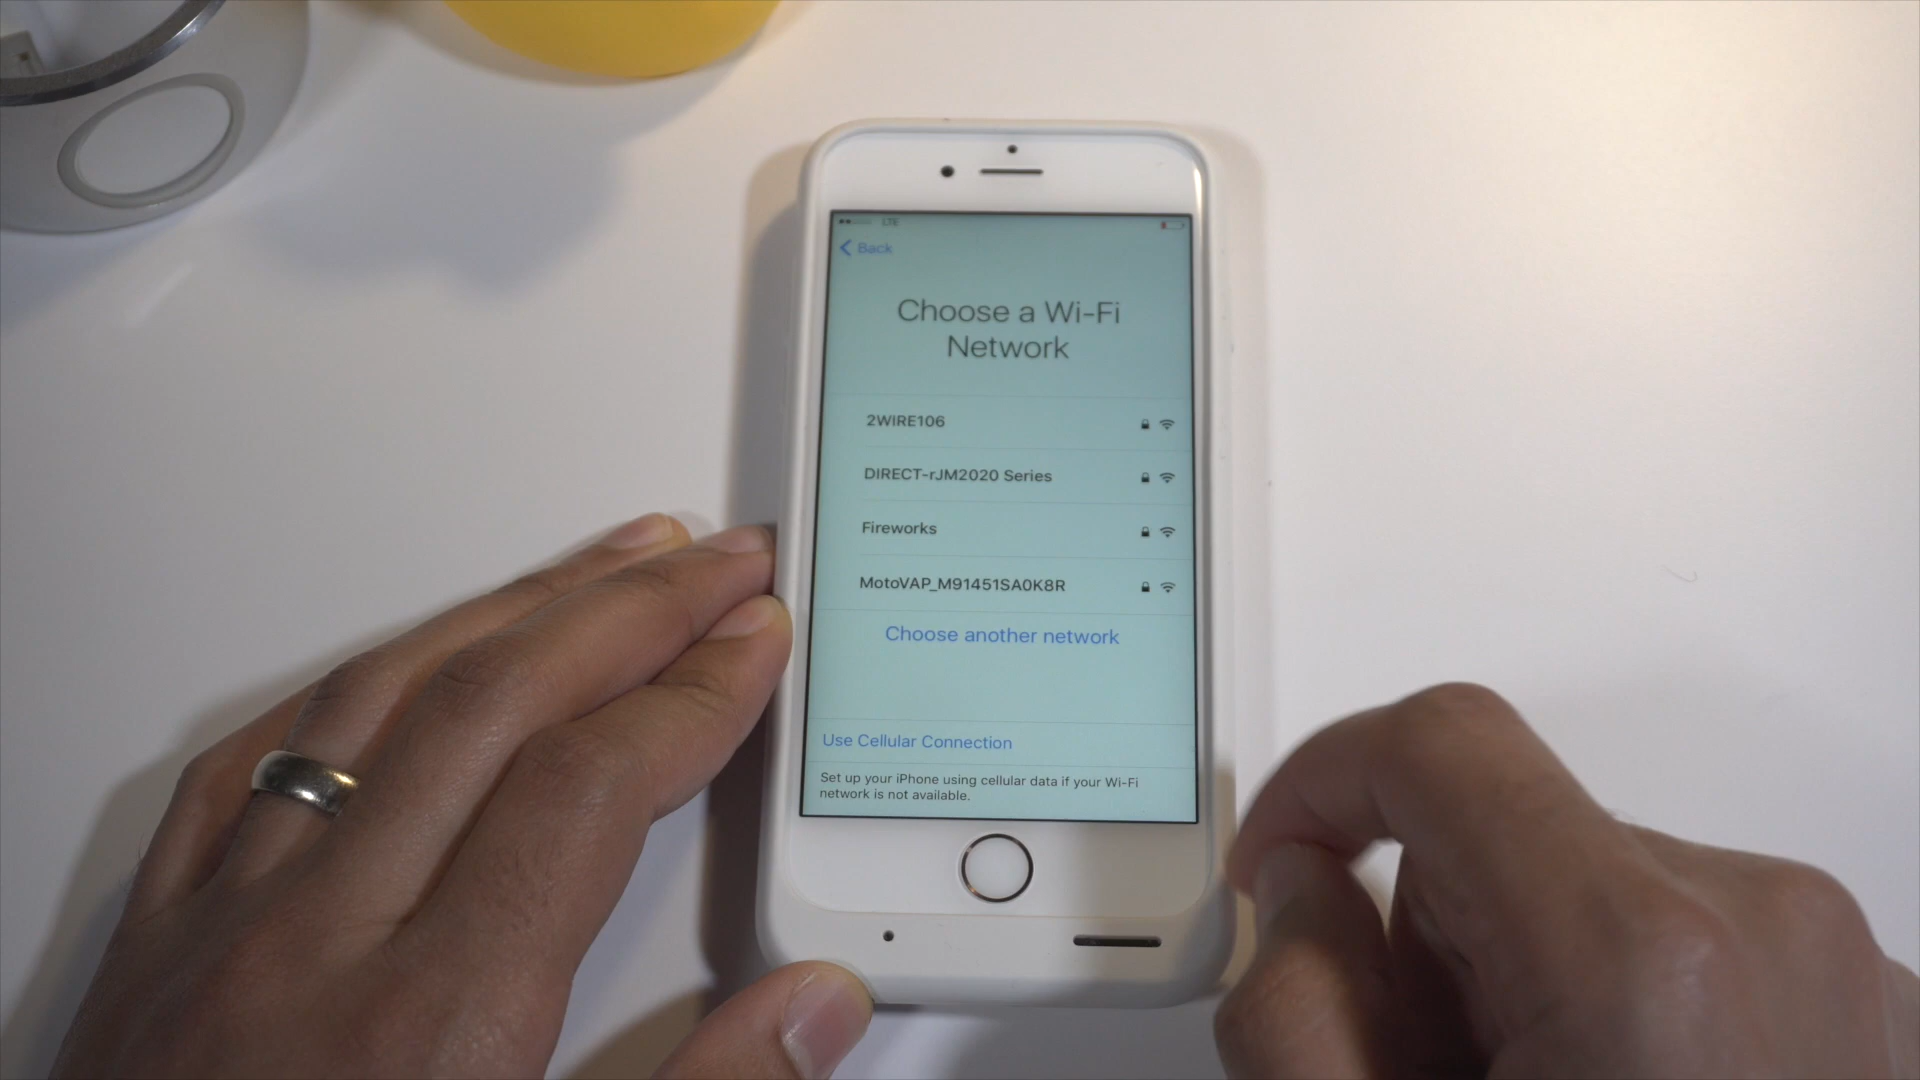 LTE
Back
Choose a Wi-Fi
Network
2WIRE106
DIRECT-rJM2020 Series
Fireworks
MotoVAP_M91451SA0K8R
Choose another network
Use Cellular Connection
Set up your iPhone using cellular data if your Wi-Fi
network is not available.